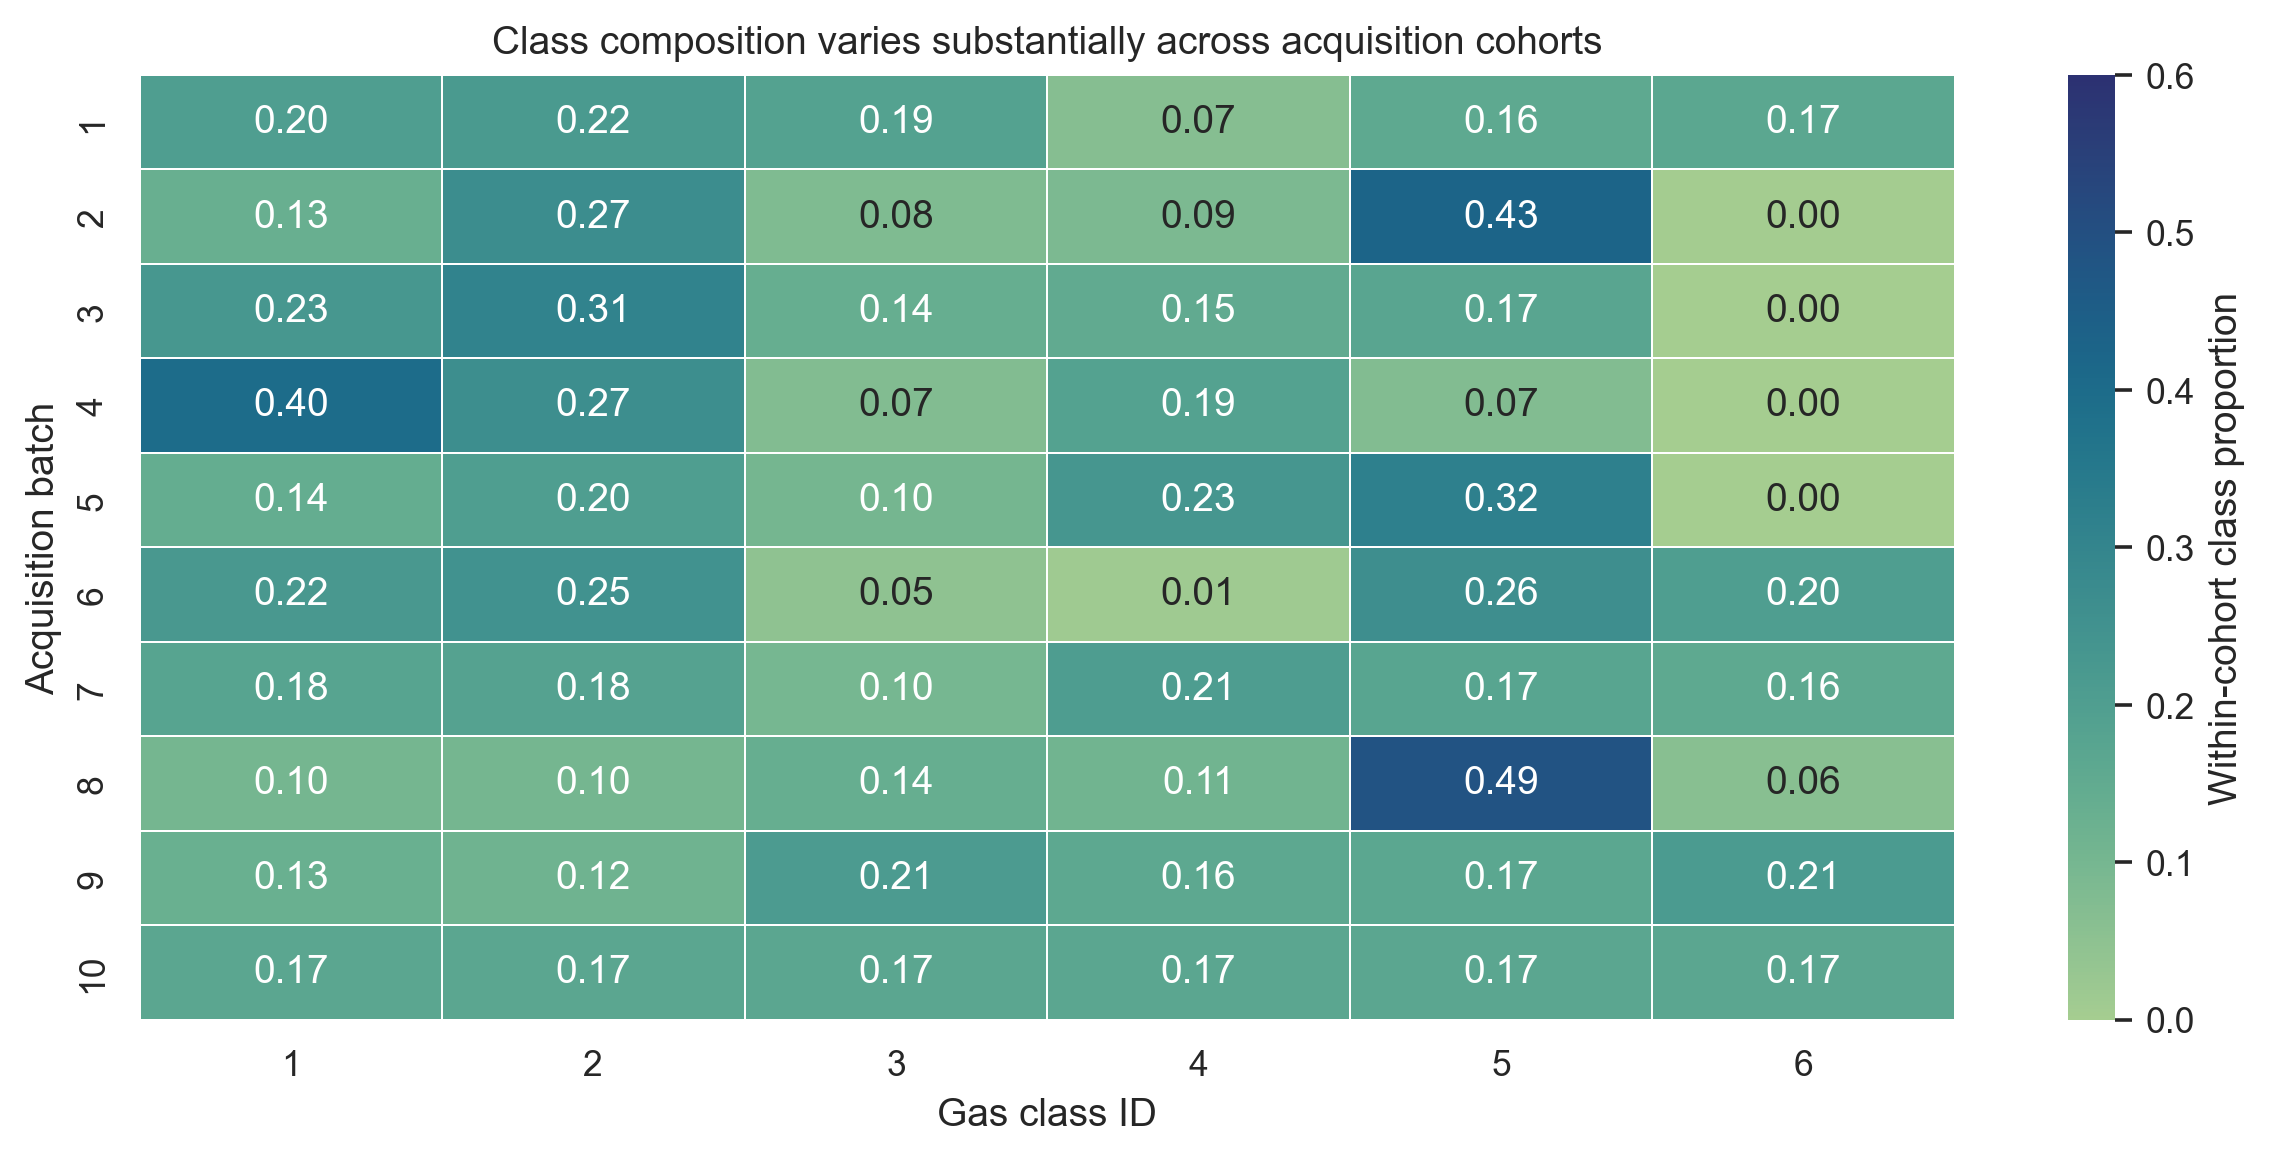 Class composition varies substantially across acquisition cohorts
Acquisition batch
1 0.20 0.22 0.19 0.07 0.16 0.17
2 0.13 0.27 0.08 0.09 0.43 0.00
3 0.23 0.31 0.14 0.15 0.17 0.00
4 0.40 0.27 0.07 0.19 0.07 0.00
5 0.14 0.20 0.10 0.23 0.32 0.00
6 0.22 0.25 0.05 0.01 0.26 0.20
7 0.18 0.18 0.10 0.21 0.17 0.16
8 0.10 0.10 0.14 0.11 0.49 0.06
9 0.13 0.12 0.21 0.16 0.17 0.21
10 0.17 0.17 0.17 0.17 0.17 0.17
1 2 3 4 5 6
Gas class ID
0.6
0.5
0.4
0.3
0.2
0.1
0.0
Within-cohort class proportion